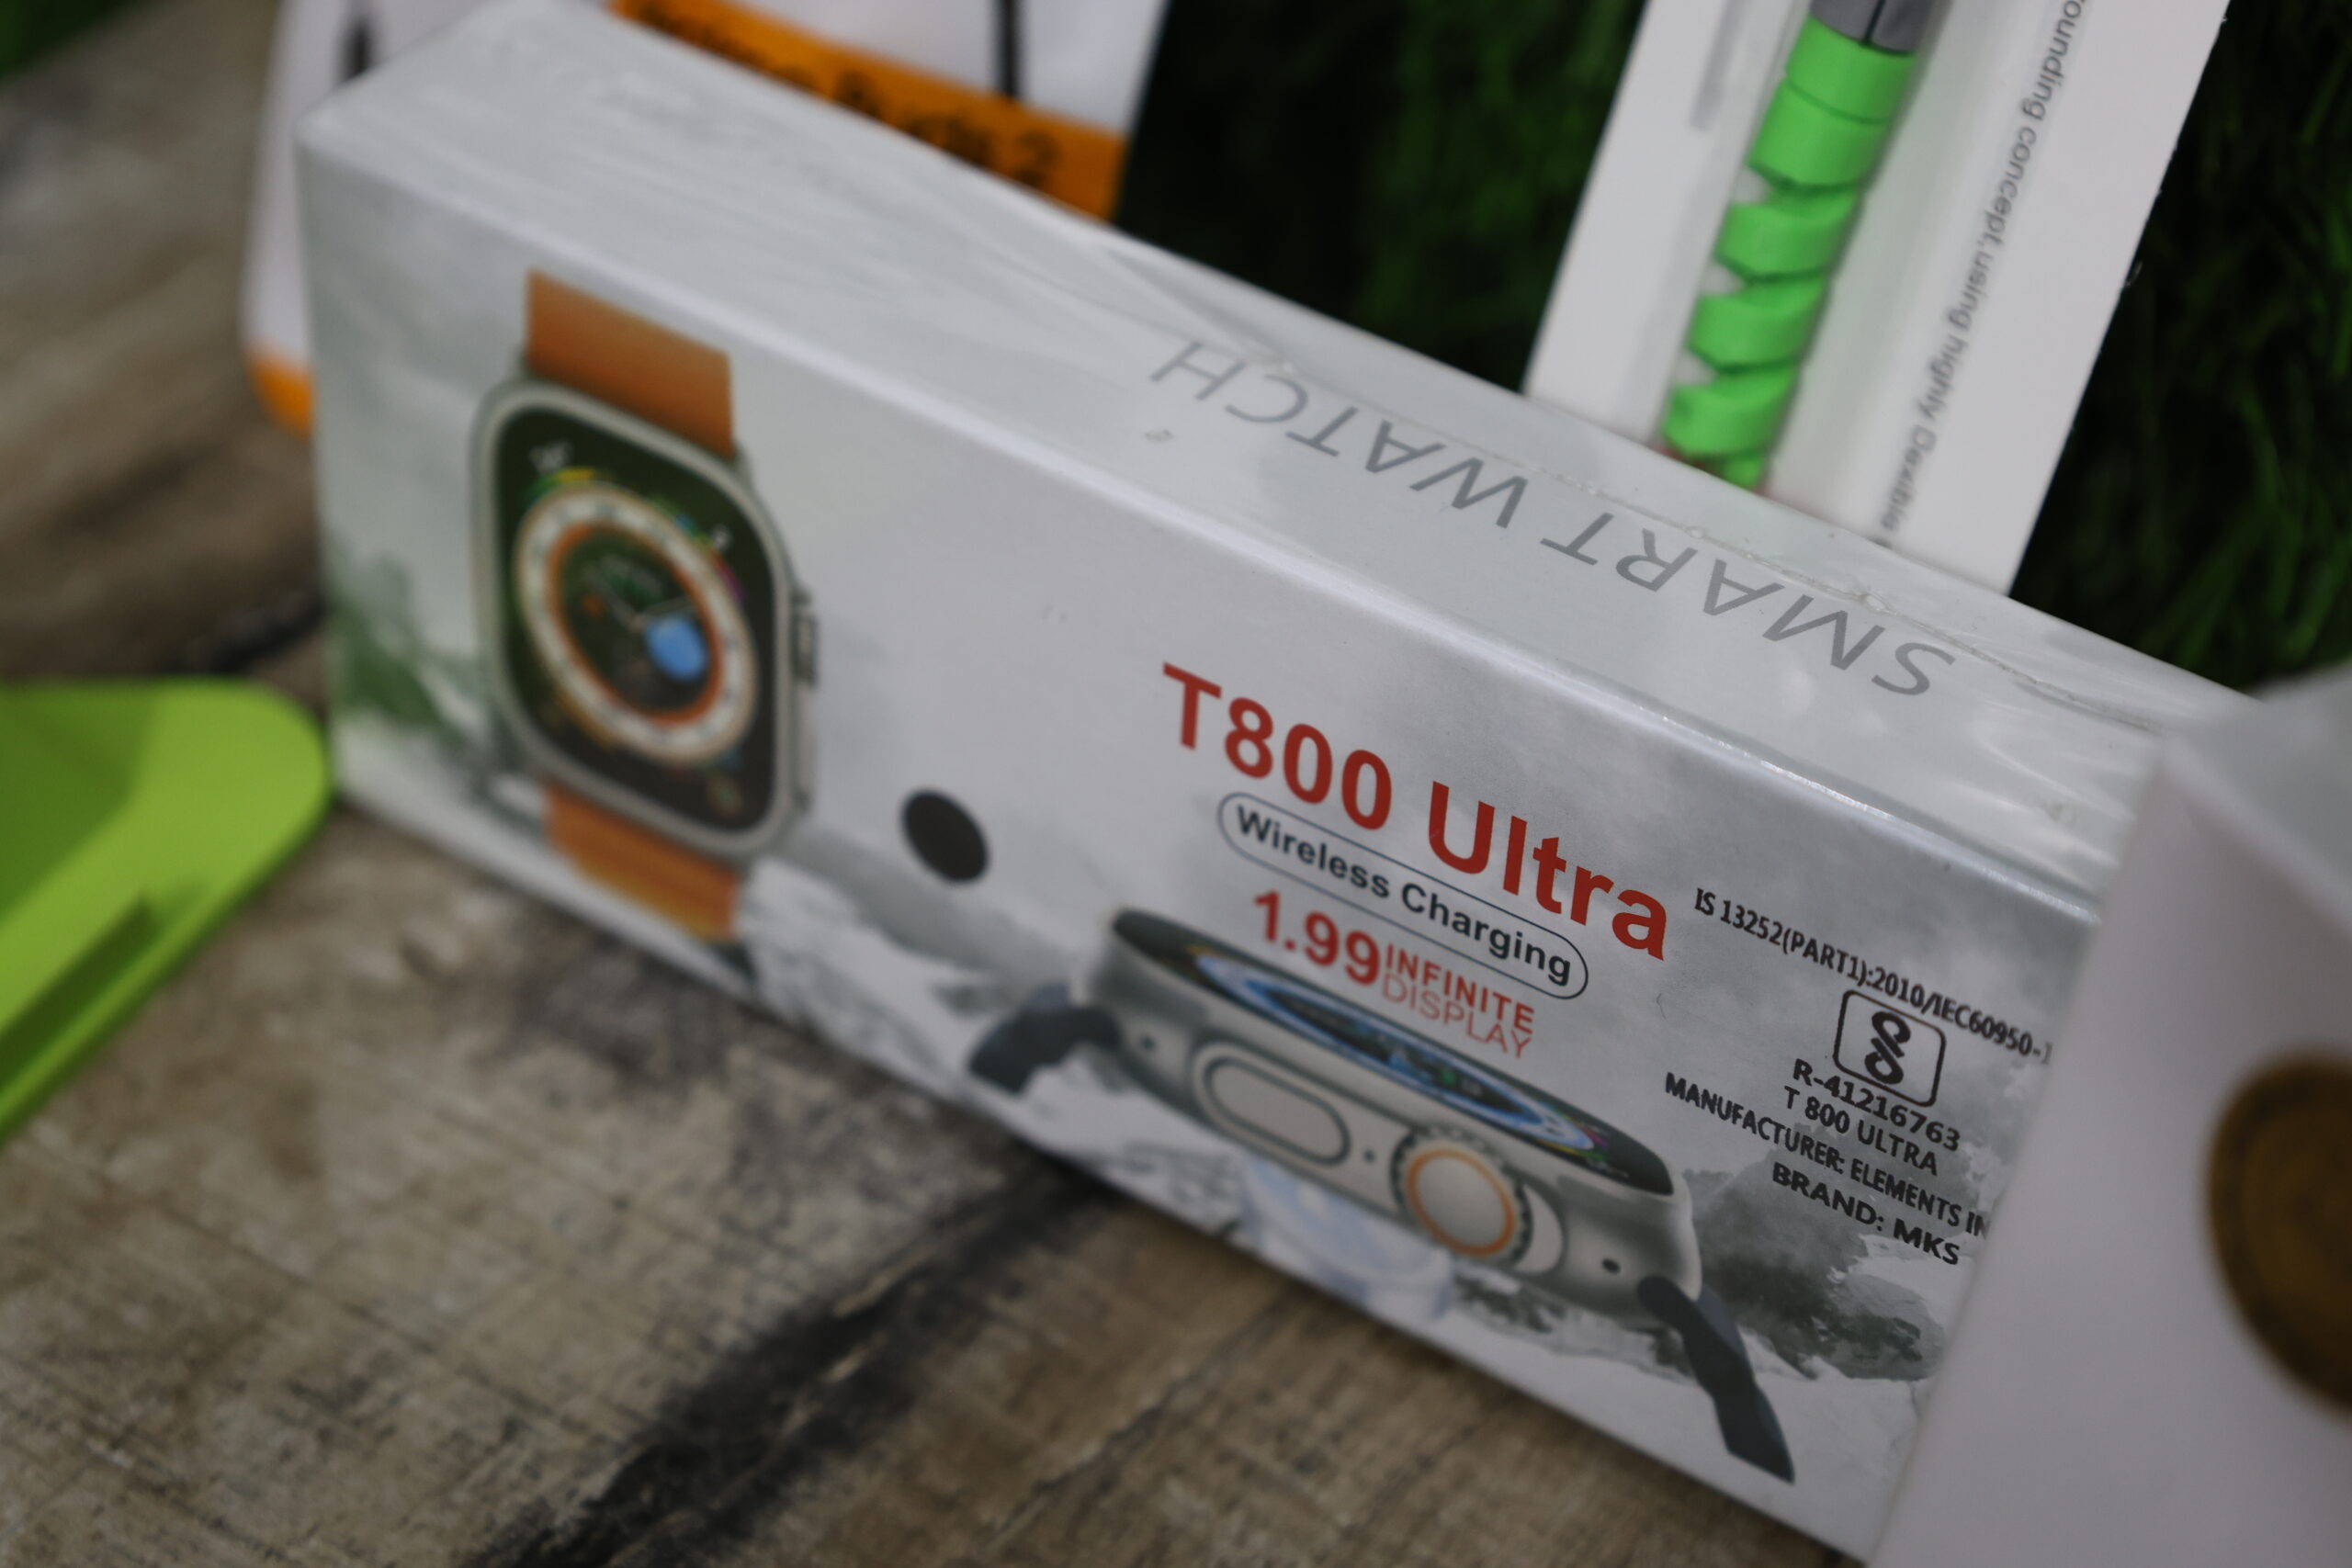 SMART WATCH
T800 Ultra
Wireless Charging
1.99 INFINITE
DISPLAY
IS 13252(PART1):2010/IEC60950-1
R-41216763
T 800 ULTRA
MANUFACTURER: ELEMENTS IN
BRAND: MKS
ounding concept, using highly